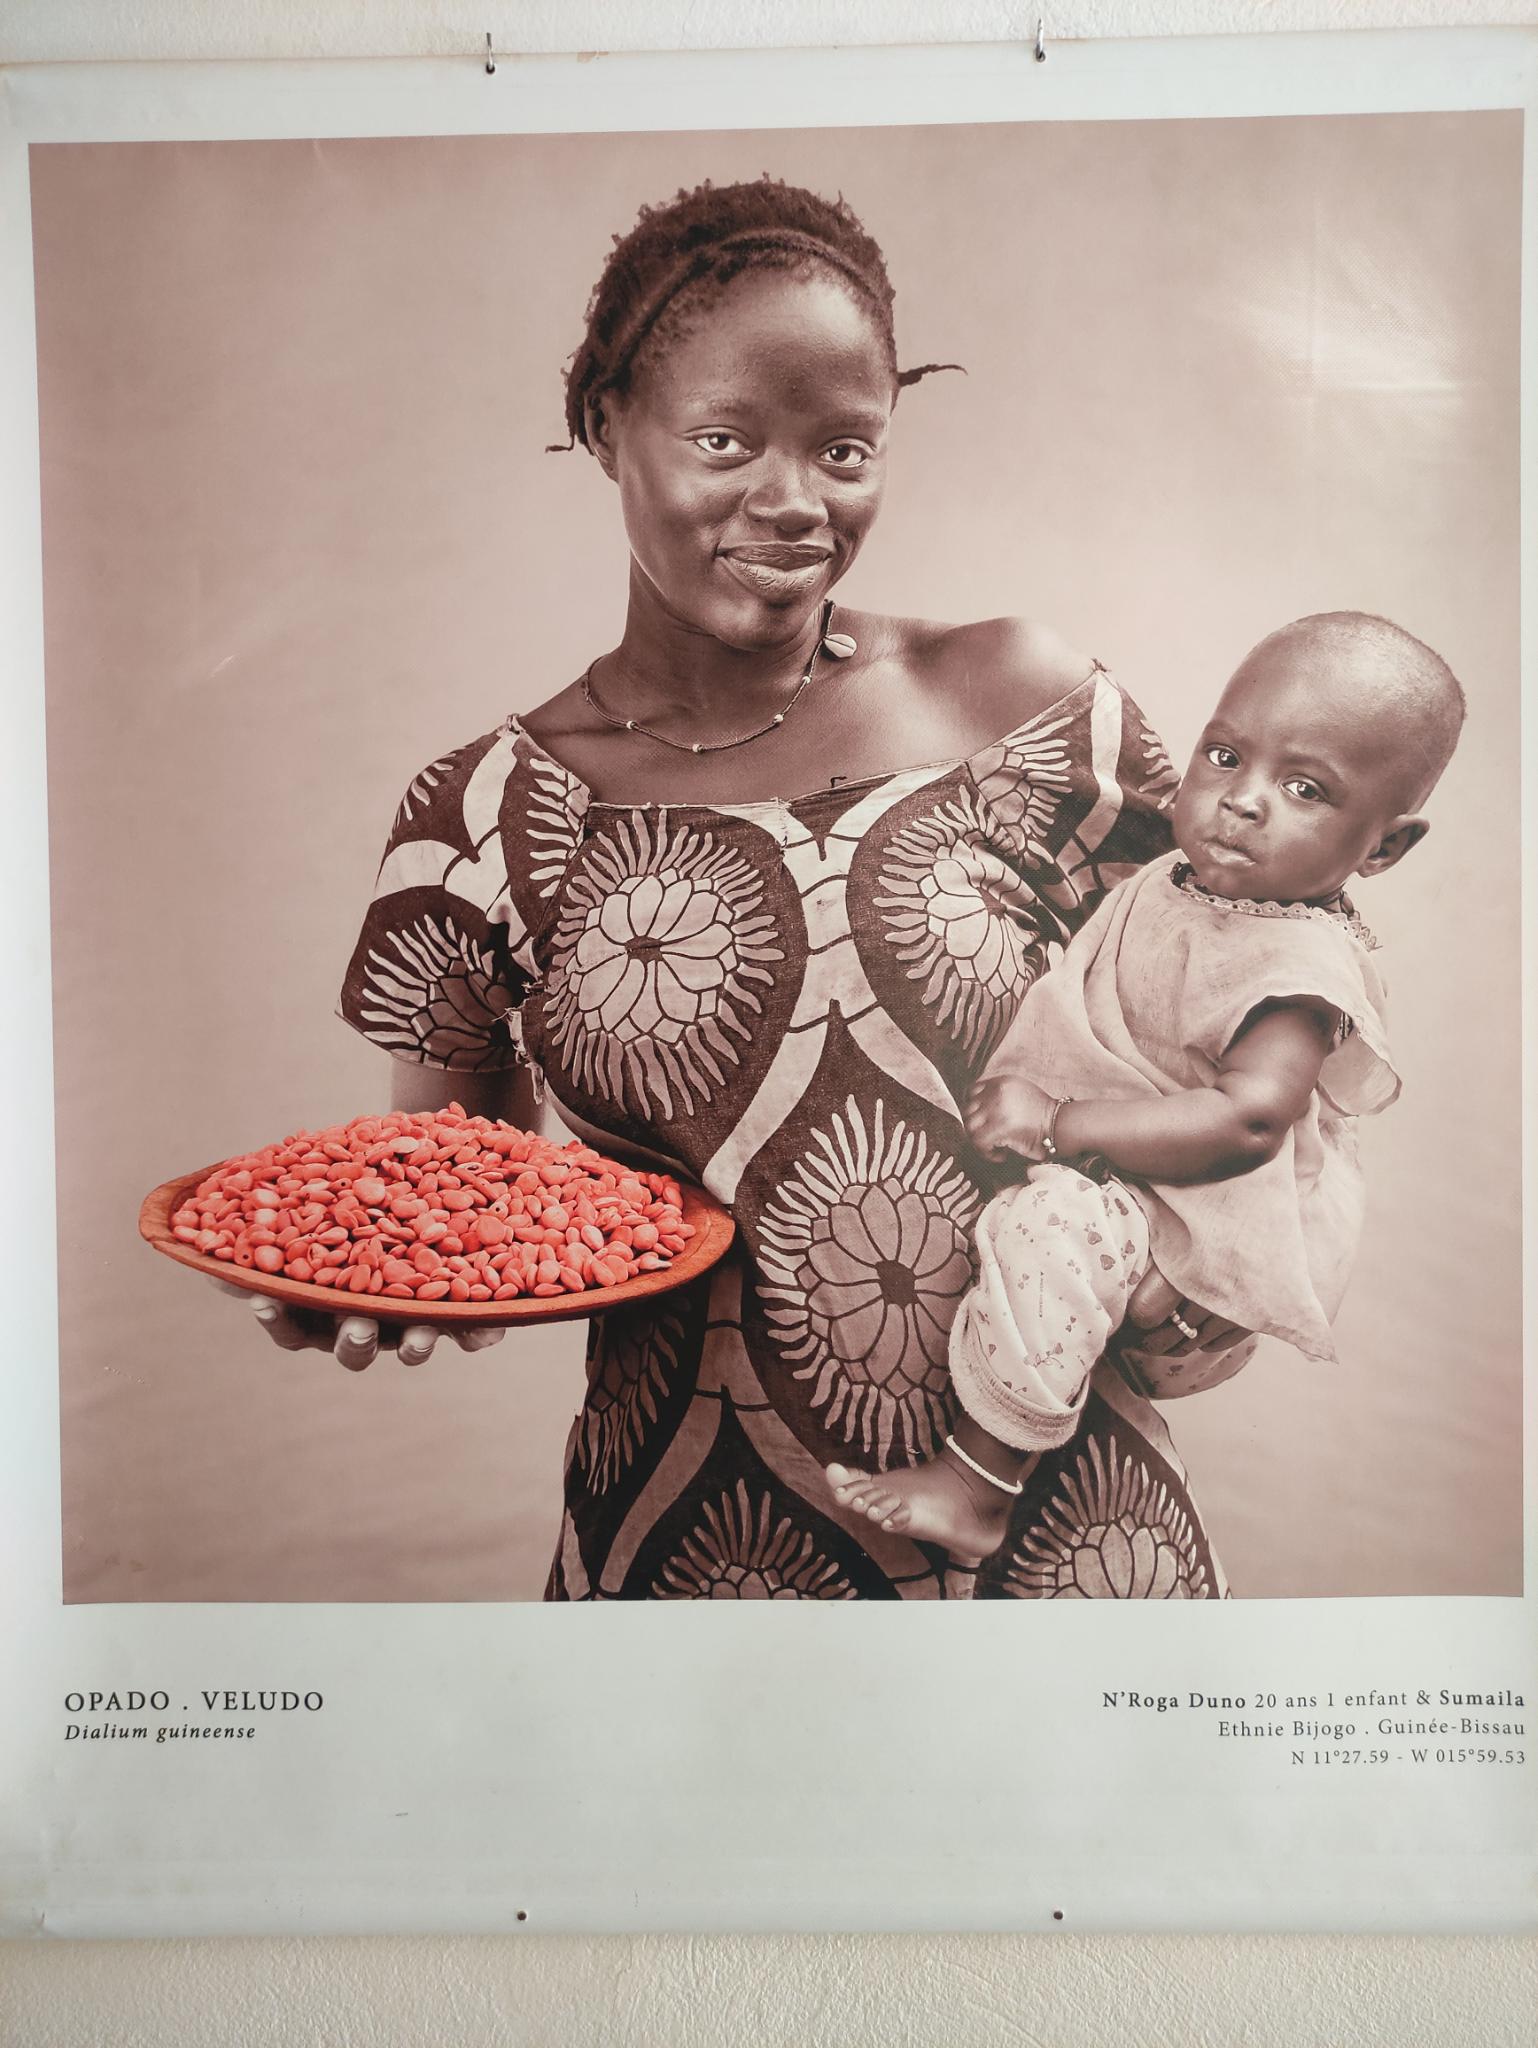 OPADO . VELUDO
Dialium guineense
N'Roga Duno 20 ans 1 enfant & Sumaila
Ethnie Bijogo . Guinée-Bissau
N 11°27.59 - W 015°59.53